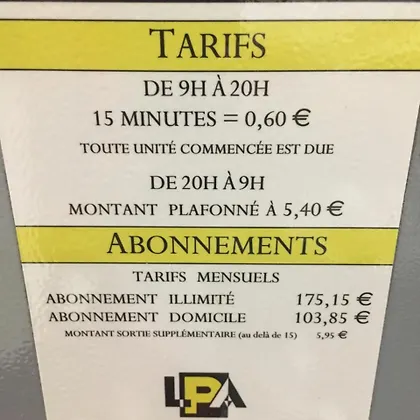 TARIFS
DE 9H À 20H
15 MINUTES = 0,60 €
TOUTE UNITÉ COMMENCÉE EST DUE
DE 20H À 9H
MONTANT PLAFONNÉ À 5,40 €
ABONNEMENTS
TARIFS MENSUELS
ABONNEMENT ILLIMITÉ 175,15 €
ABONNEMENT DOMICILE 103,85 €
MONTANT SORTIE SUPPLÉMENTAIRE (au delà de 15) 5,95 €
LPA